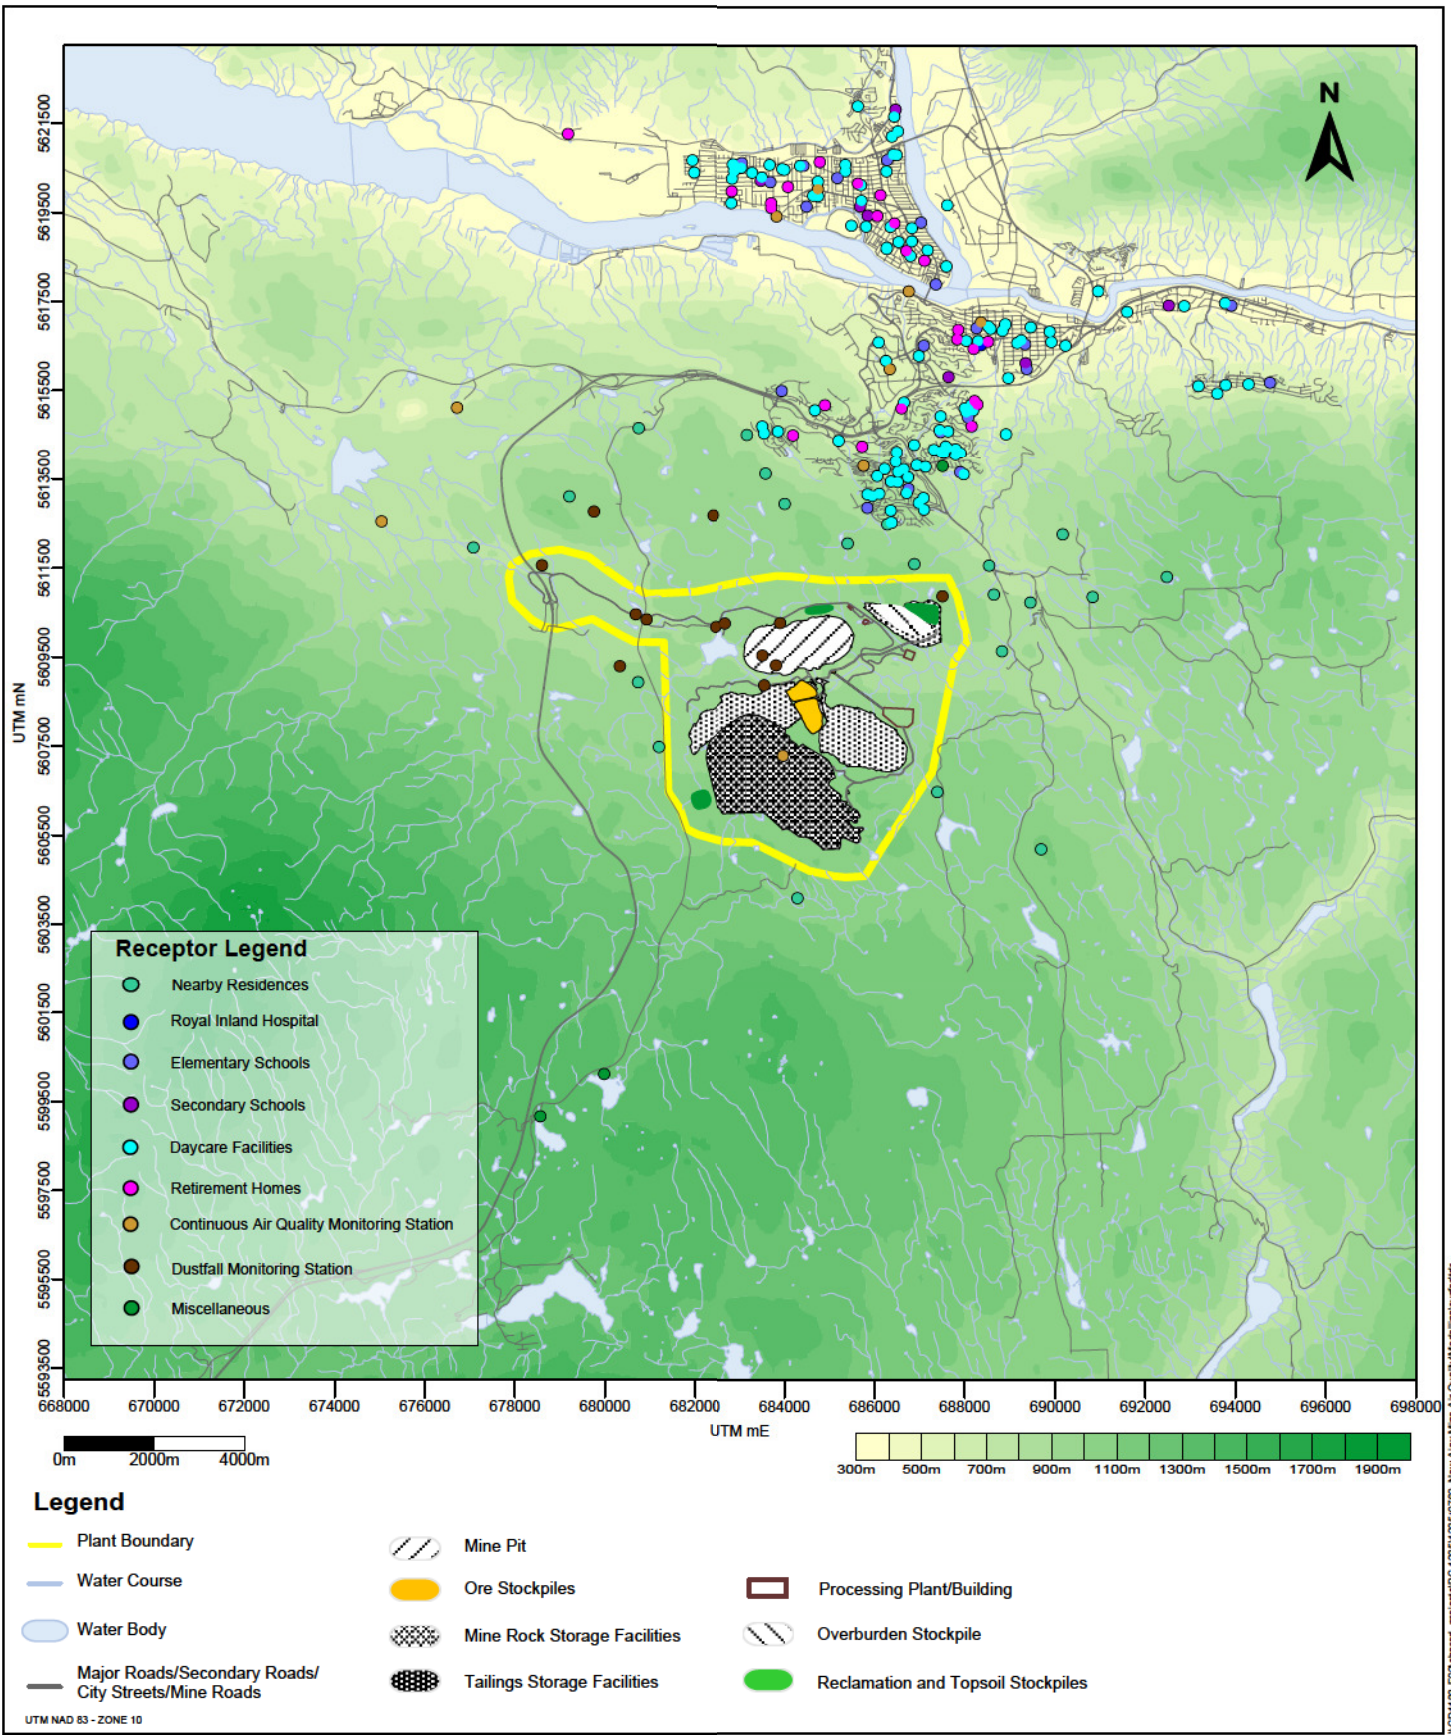 N
5621500
5619500
5617500
5615500
5613500
5611500
5609500
5607500
5605500
5603500
5601500
5599500
5597500
5595500
5593500
UTM mN
Receptor Legend
Nearby Residences
Royal Inland Hospital
Elementary Schools
Secondary Schools
Daycare Facilities
Retirement Homes
Continuous Air Quality Monitoring Station
Dustfall Monitoring Station
Miscellaneous
668000 670000 672000 674000 676000 678000 680000 682000 684000 686000 688000 690000 692000 694000 696000 698000
UTM mE
0m 2000m 4000m
300m 500m 700m 900m 1100m 1300m 1500m 1700m 1900m
Legend
Plant Boundary
Water Course
Water Body
Major Roads/Secondary Roads/
City Streets/Mine Roads
Mine Pit
Ore Stockpiles
Mine Rock Storage Facilities
Tailings Storage Facilities
Processing Plant/Building
Overburden Stockpile
Reclamation and Topsoil Stockpiles
UTM NAD 83 - ZONE 10